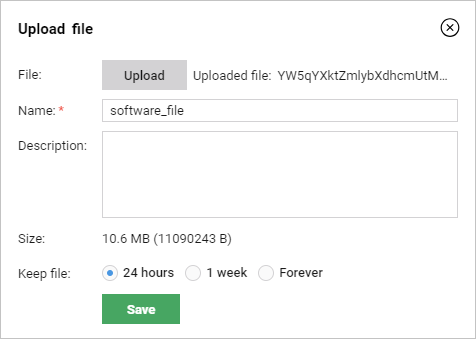 Upload file
File: Upload Uploaded file: YW5qYXktZmlybXdhcmUtM...
Name: * software_file
Description:
Size: 10.6 MB (11090243 B)
Keep file: 24 hours 1 week Forever
Save